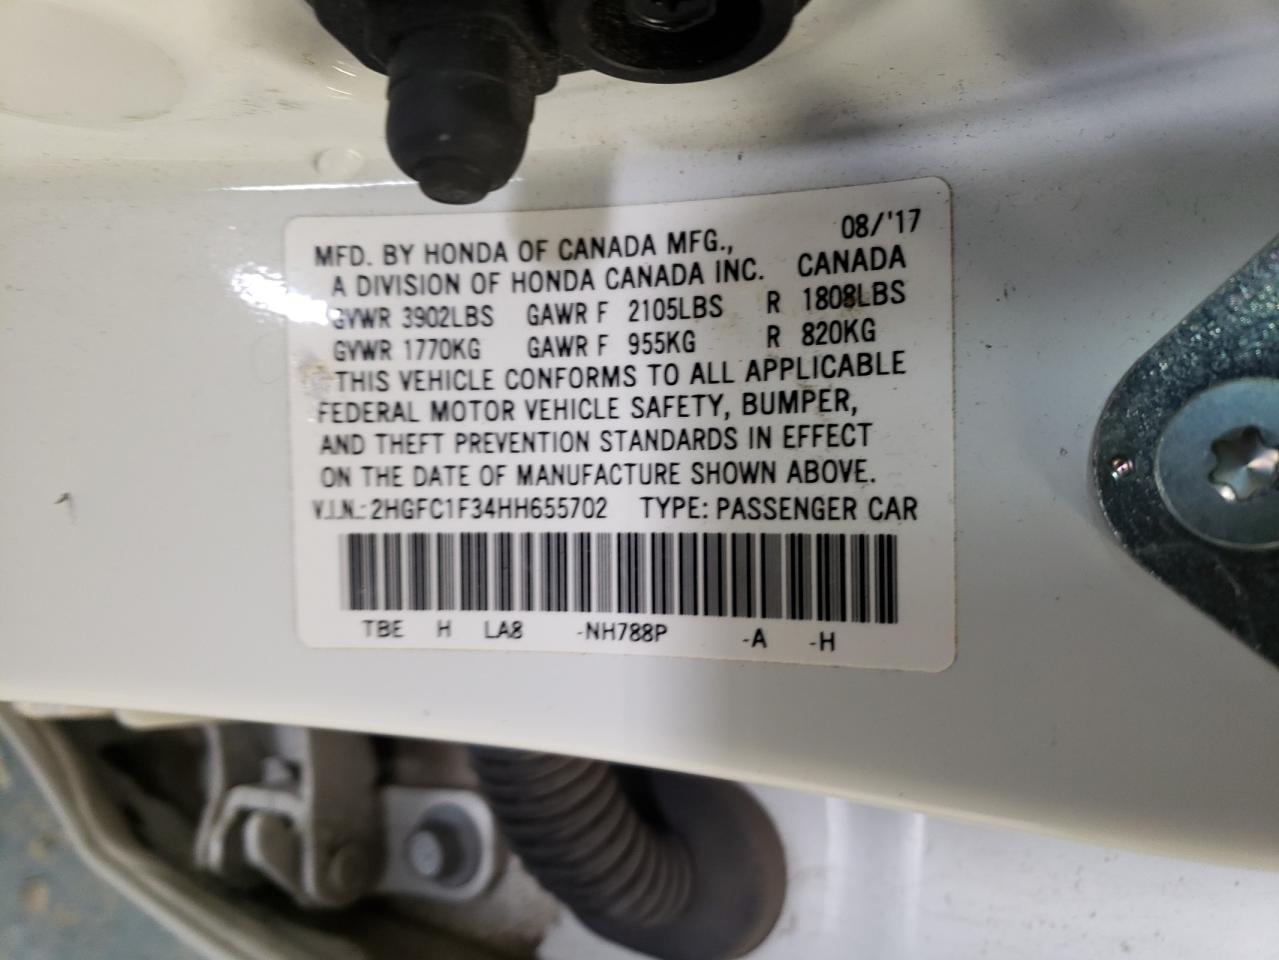 MFD. BY HONDA OF CANADA MFG., 08/'17
A DIVISION OF HONDA CANADA INC. CANADA
GVWR 3902LBS GAWR F 2105LBS R 1808LBS
GVWR 1770KG GAWR F 955KG R 820KG
THIS VEHICLE CONFORMS TO ALL APPLICABLE
FEDERAL MOTOR VEHICLE SAFETY, BUMPER,
AND THEFT PREVENTION STANDARDS IN EFFECT
ON THE DATE OF MANUFACTURE SHOWN ABOVE.
V.I.N.: 2HGFC1F34HH655702 TYPE: PASSENGER CAR
TBE H LA8 -NH788P -A -H